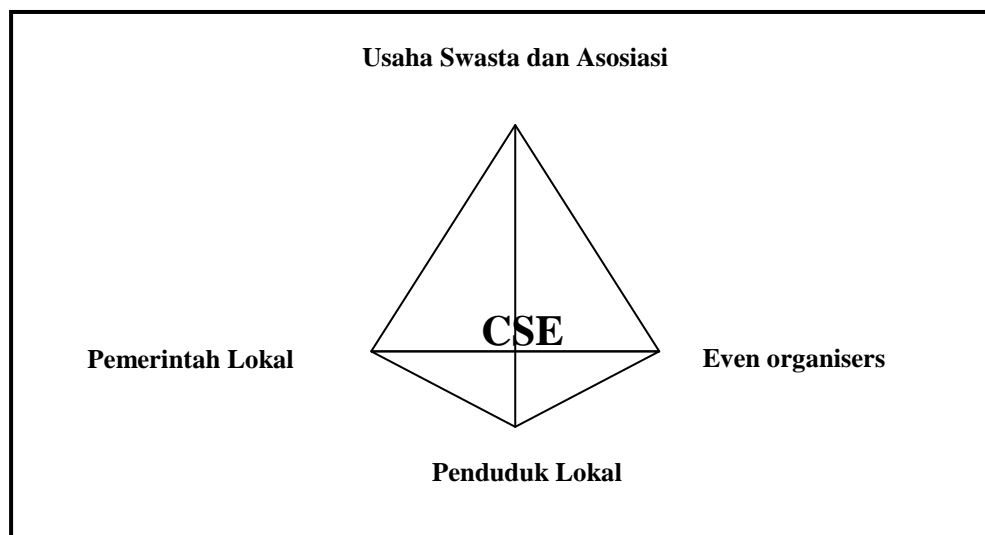 Usaha Swasta dan Asosiasi
CSE
Pemerintah Lokal
Even organisers
Penduduk Lokal